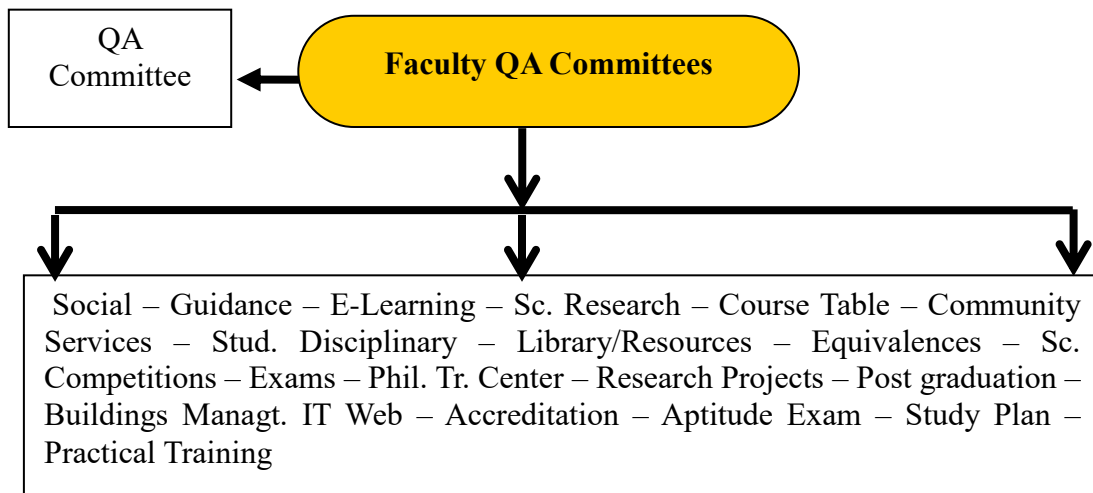 QA
Committee
Faculty QA Committees
Social – Guidance – E-Learning – Sc. Research – Course Table – Community
Services – Stud. Disciplinary – Library/Resources – Equivalences – Sc.
Competitions – Exams – Phil. Tr. Center – Research Projects – Post graduation –
Buildings Managt. IT Web – Accreditation – Aptitude Exam – Study Plan –
Practical Training